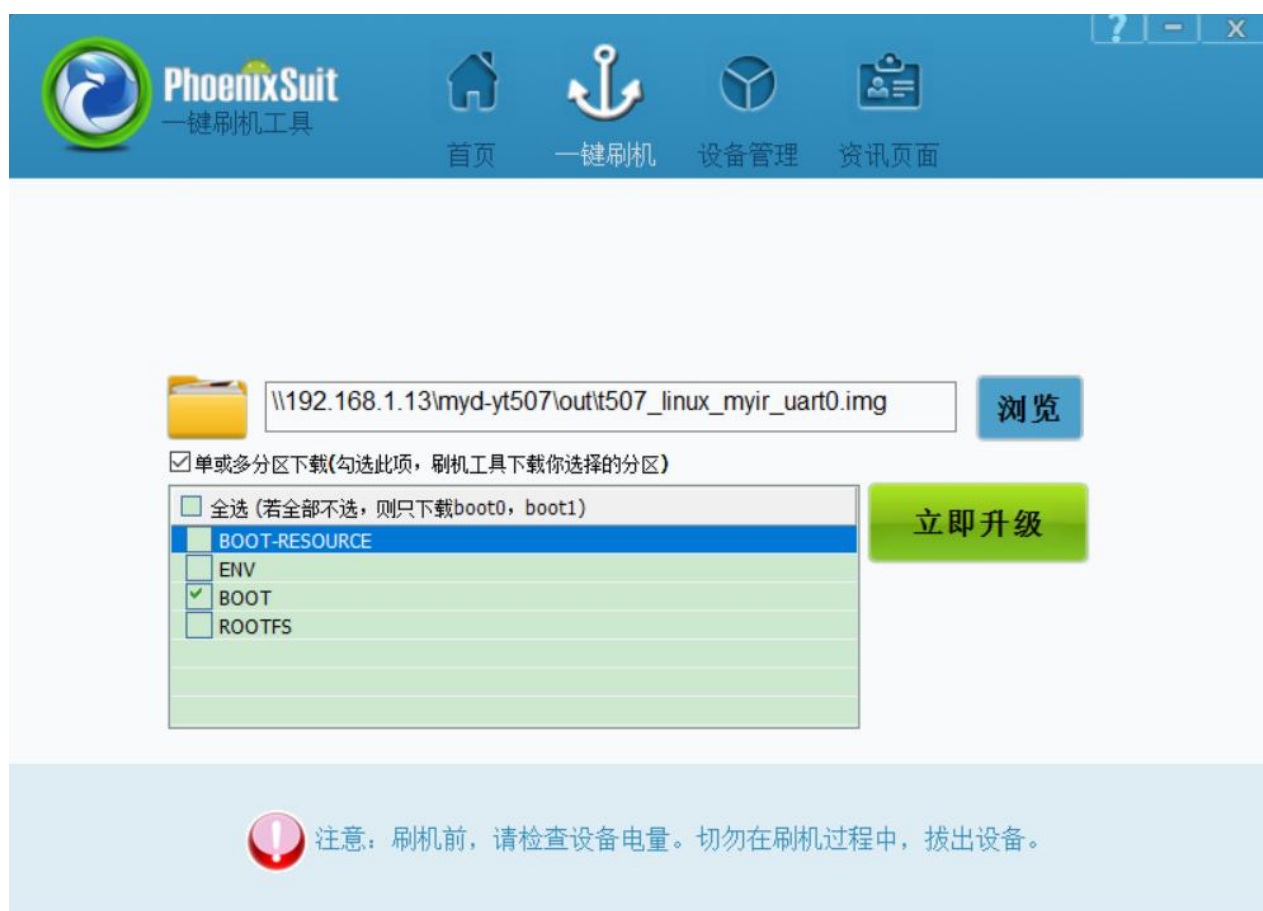 ? - x
PhoenixSuit
一键刷机工具
首页 一键刷机 设备管理 资讯页面
\\192.168.1.13\myd-yt507\out\t507_linux_myir_uart0.img
浏览
单或多分区下载(勾选此项，刷机工具下载你选择的分区)
全选 (若全部不选，则只下载boot0，boot1)
立即升级
BOOT-RESOURCE
ENV
BOOT
ROOTFS
注意：刷机前，请检查设备电量。切勿在刷机过程中，拔出设备。